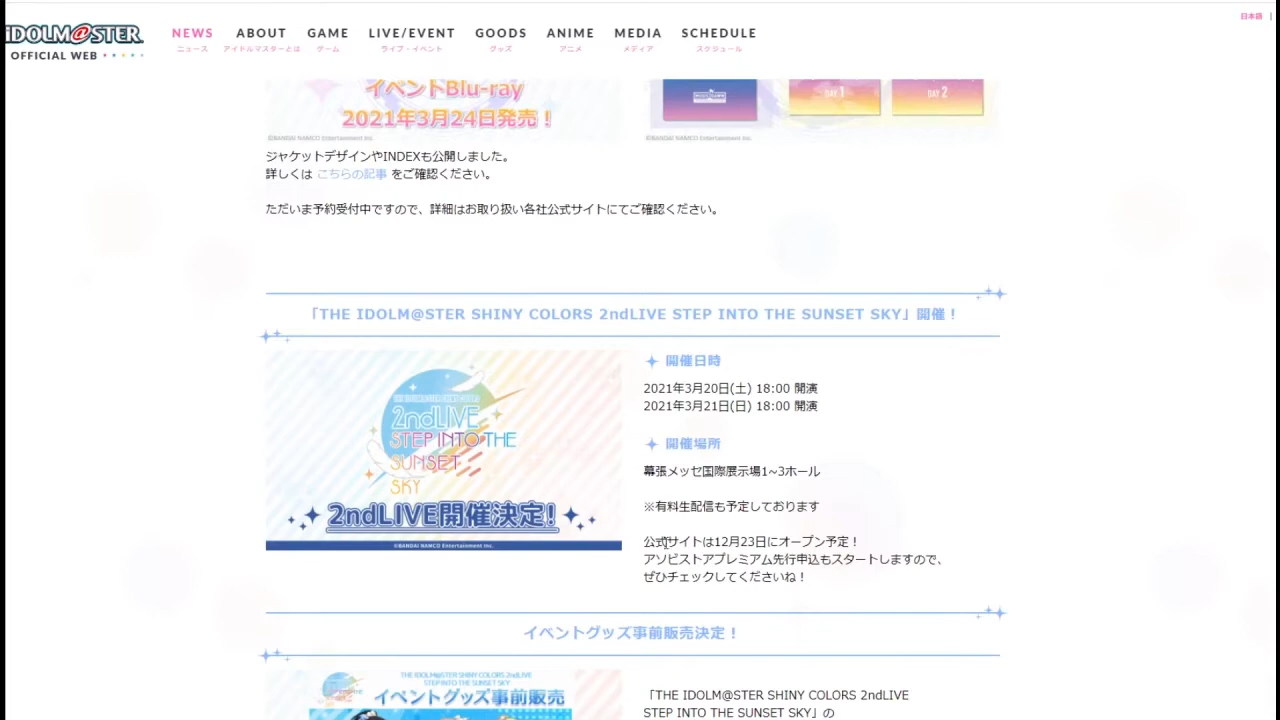 日本語 |
iDOLM@STER
OFFICIAL WEB
NEWS ABOUT GAME LIVE/EVENT GOODS ANIME MEDIA SCHEDULE
ニュース アイドルマスターとは ゲーム ライブ・イベント グッズ アニメ メディア スケジュール
イベントBlu-ray
2021年3月24日発売！
©BANDAI NAMCO Entertainment Inc.
DAY 1
DAY 2
©BANDAI NAMCO Entertainment Inc.
ジャケットデザインやINDEXも公開しました。
詳しくは こちらの記事 をご確認ください。
ただいま予約受付中ですので、詳細はお取り扱い各社公式サイトにてご確認ください。
「THE IDOLM@STER SHINY COLORS 2ndLIVE STEP INTO THE SUNSET SKY」開催！
THE IDOLM@STER SHINY COLORS
2ndLIVE
STEP INTO THE
SUNSET
SKY
2ndLIVE開催決定!
©BANDAI NAMCO Entertainment Inc.
開催日時
2021年3月20日(土) 18:00 開演
2021年3月21日(日) 18:00 開演
開催場所
幕張メッセ国際展示場1~3ホール
※有料生配信も予定しております
公式サイトは12月23日にオープン予定！
アソビストアプレミアム先行申込もスタートしますので、
ぜひチェックしてくださいね！
イベントグッズ事前販売決定！
THE IDOLM@STER SHINY COLORS 2ndLIVE
STEP INTO THE SUNSET SKY
イベントグッズ事前販売
「THE IDOLM@STER SHINY COLORS 2ndLIVE
STEP INTO THE SUNSET SKY」の